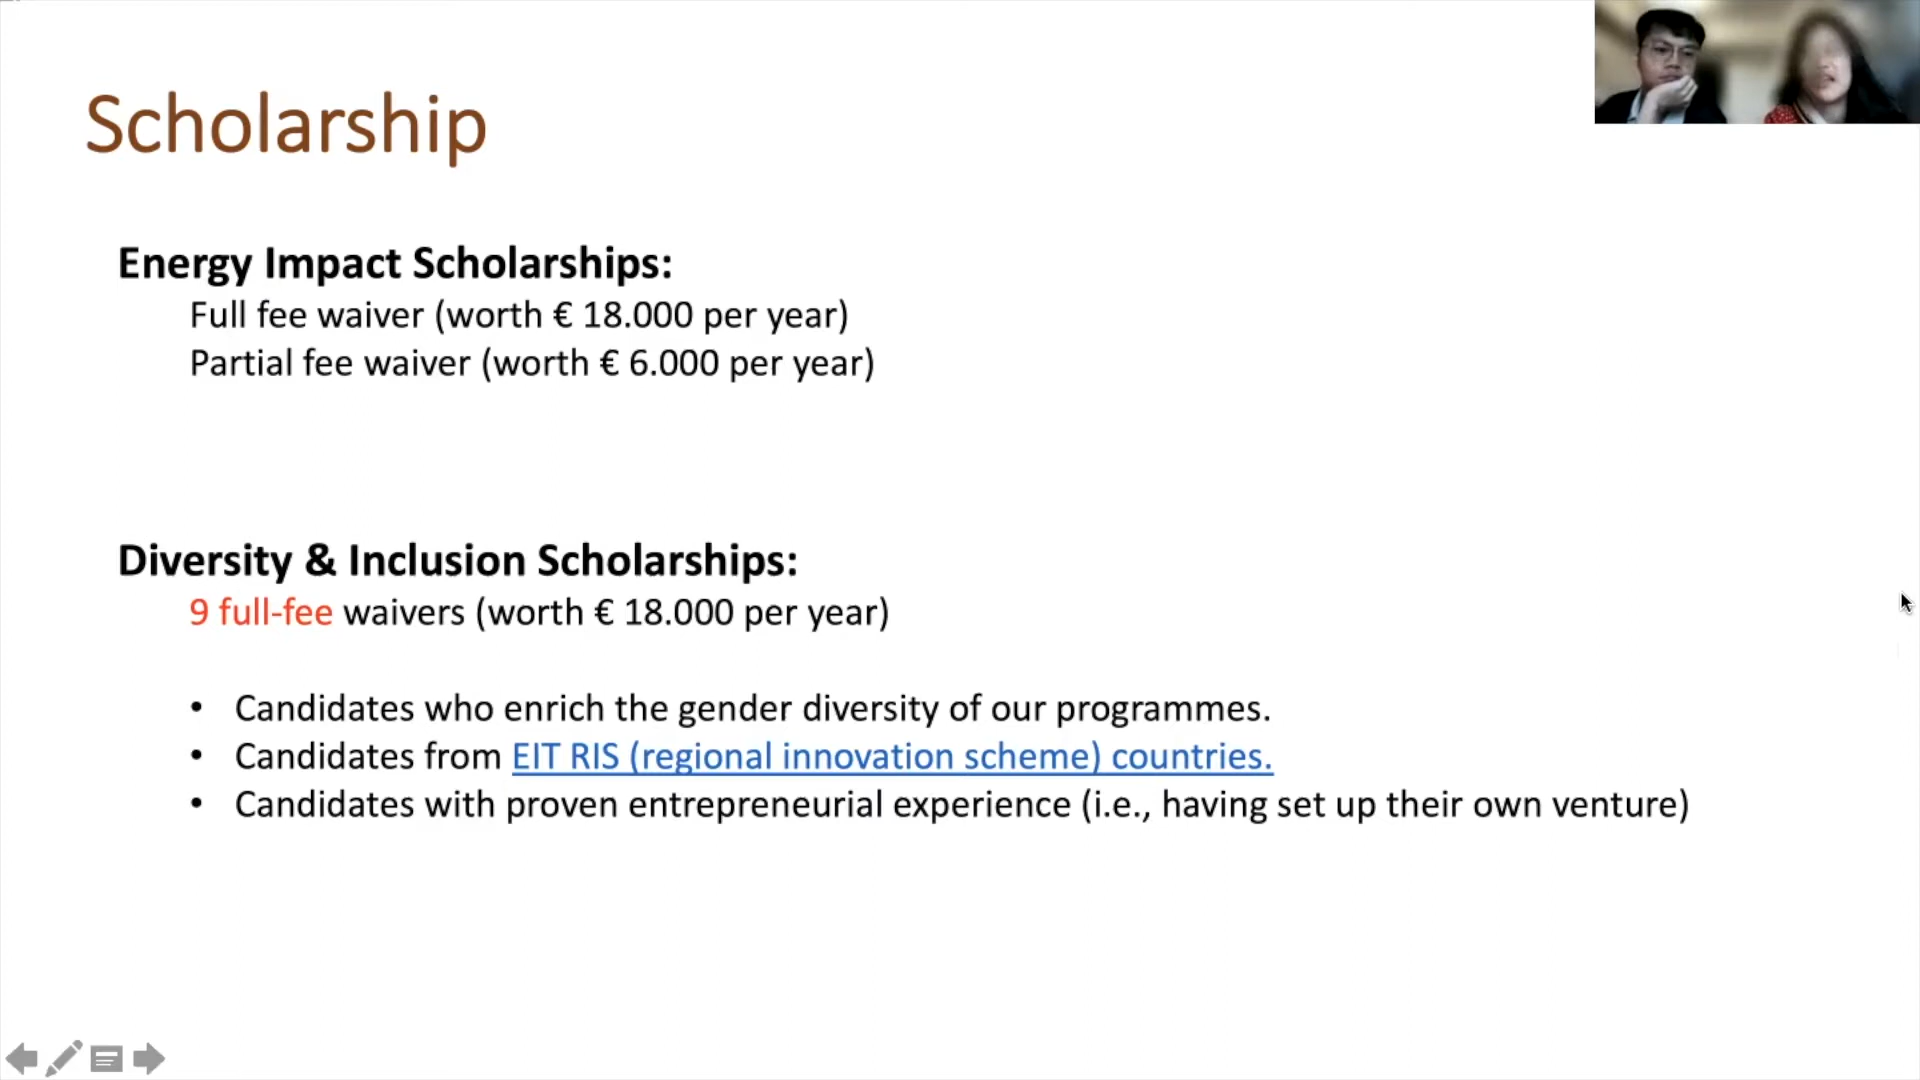 Scholarship
Energy Impact Scholarships:
Full fee waiver (worth € 18.000 per year)
Partial fee waiver (worth € 6.000 per year)
Diversity & Inclusion Scholarships:
9 full-fee waivers (worth € 18.000 per year)
• Candidates who enrich the gender diversity of our programmes.
• Candidates from EIT RIS (regional innovation scheme) countries.
• Candidates with proven entrepreneurial experience (i.e., having set up their own venture)